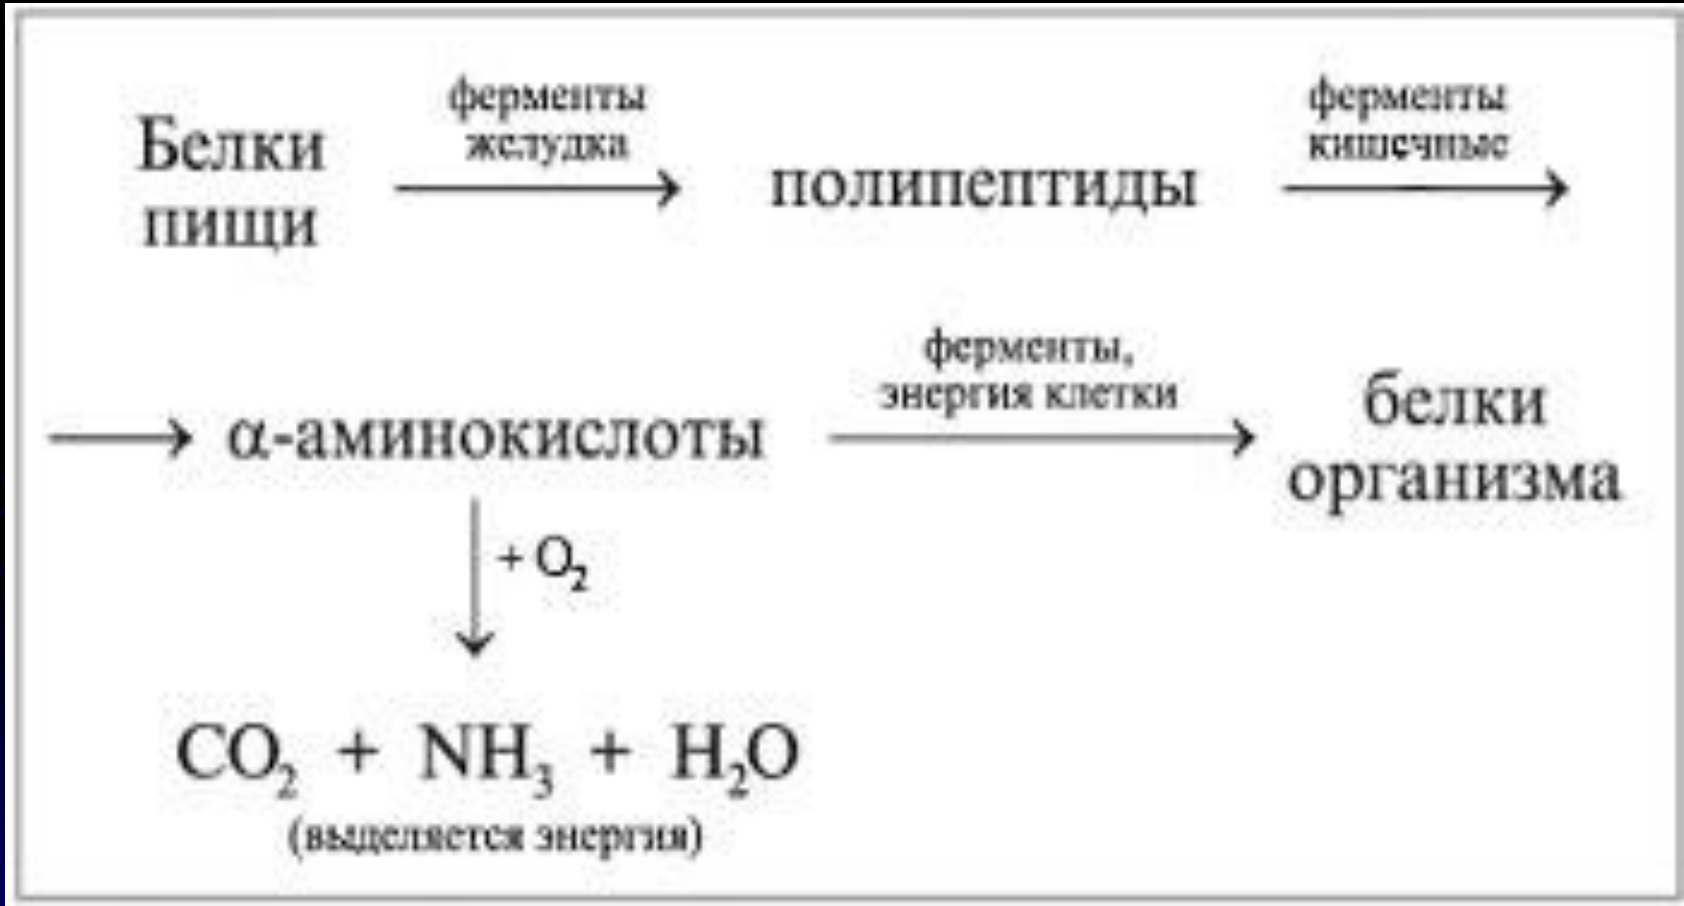 Белки пищи
ферменты желудка
полипептиды
ферменты кишечные
α-аминокислоты
ферменты, энергия клетки
белки организма
+ O₂
CO₂ + NH₃ + H₂O
(выделяется энергия)